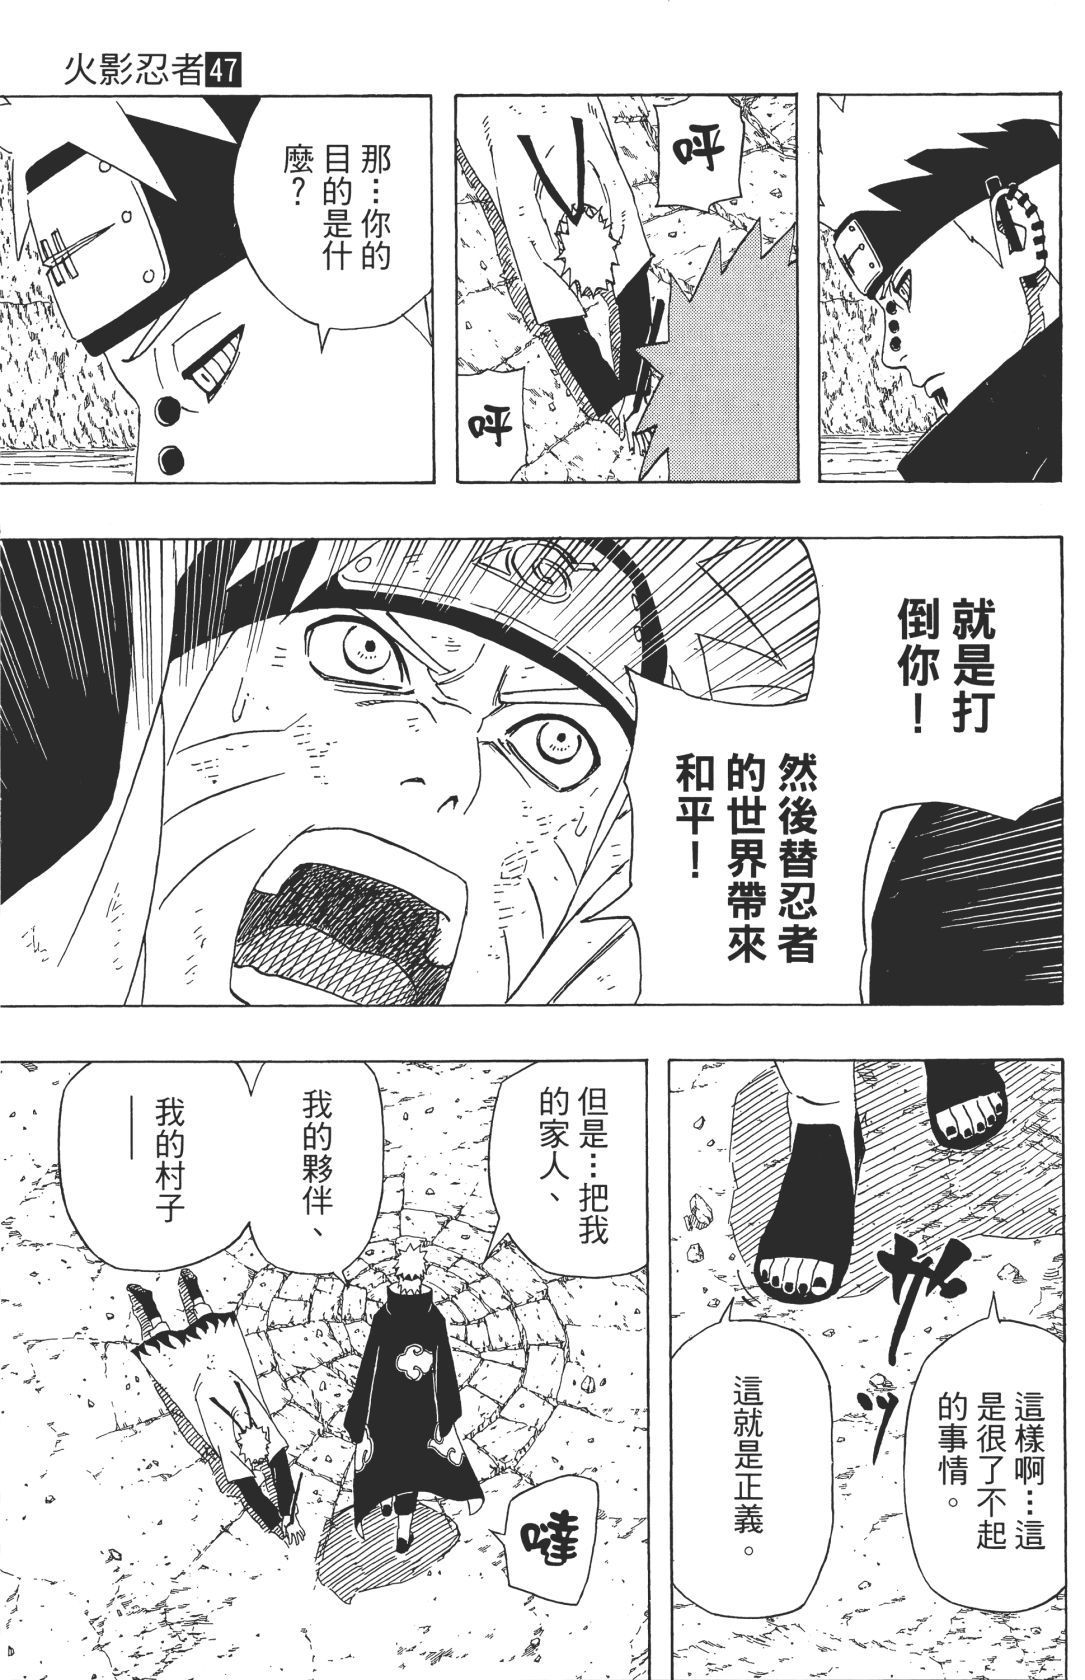 火影忍者47
呼
呼
那…你的
目的是什
麼？
就是打
倒你！
然後替忍者
的世界帶來
和平！
這樣啊…這
是很了不起
的事情。
這就是正義。
ザッ
但是…把我
的家人、
我的夥伴、
我的村子
——
噠